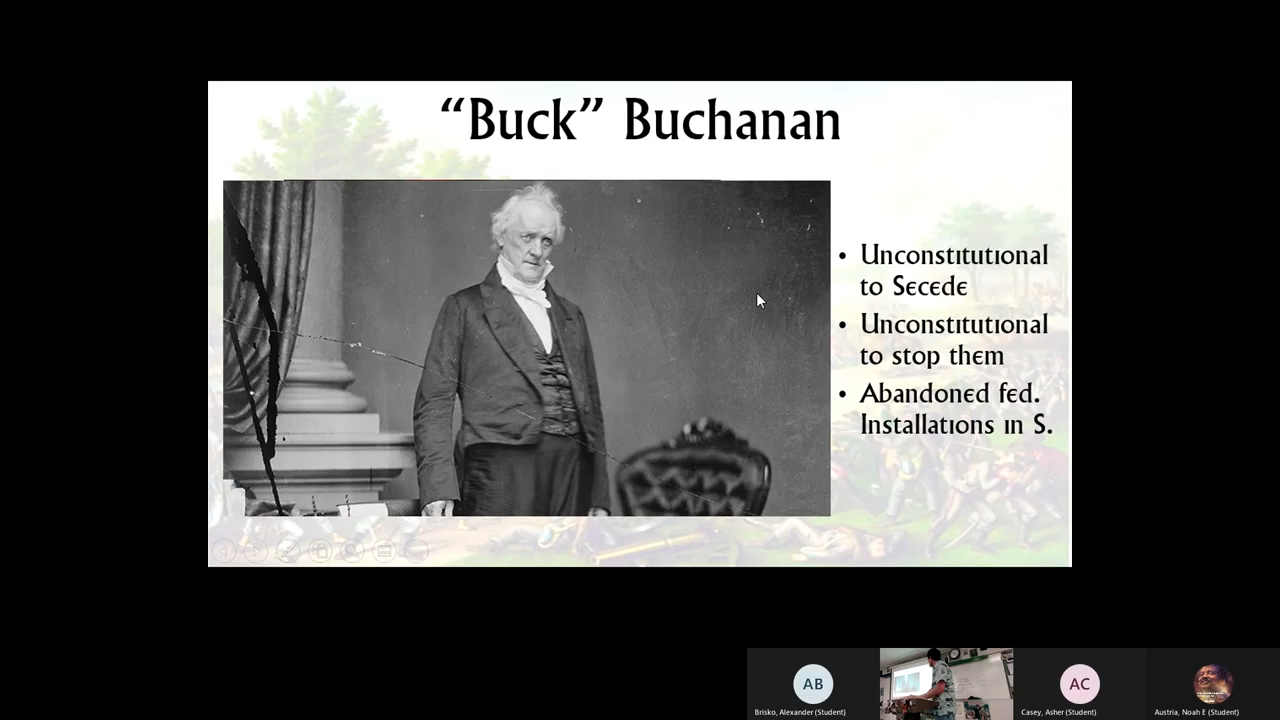 “Buck” Buchanan
• Unconstitutional
to Secede
• Unconstitutional
to stop them
• Abandoned fed.
Installations in S.
AB
AC
Brisko, Alexander (Student)
Casey, Asher (Student)
Austria, Noah E (Student)